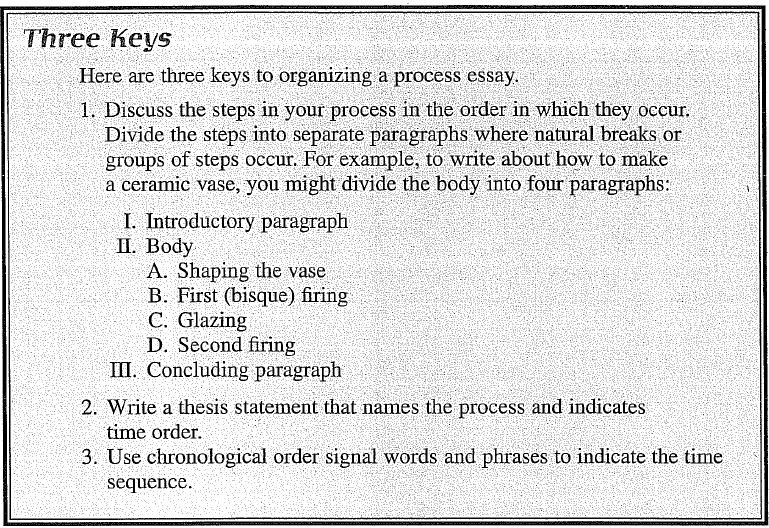 Three Keys
Here are three keys to organizing a process essay.
1. Discuss the steps in your process in the order in which they occur.
Divide the steps into separate paragraphs where natural breaks or
groups of steps occur. For example, to write about how to make
a ceramic vase, you might divide the body into four paragraphs:
I. Introductory paragraph
II. Body
A. Shaping the vase
B. First (bisque) firing
C. Glazing
D. Second firing
III. Concluding paragraph
2. Write a thesis statement that names the process and indicates
time order.
3. Use chronological order signal words and phrases to indicate the time
sequence.